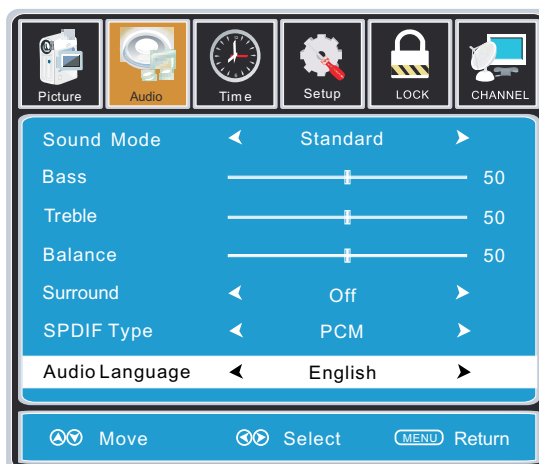 Picture Audio Time Setup LOCK CHANNEL
Sound Mode Standard
Bass 50
Treble 50
Balance 50
Surround Off
SPDIF Type PCM
Audio Language English
Move Select MENU Return